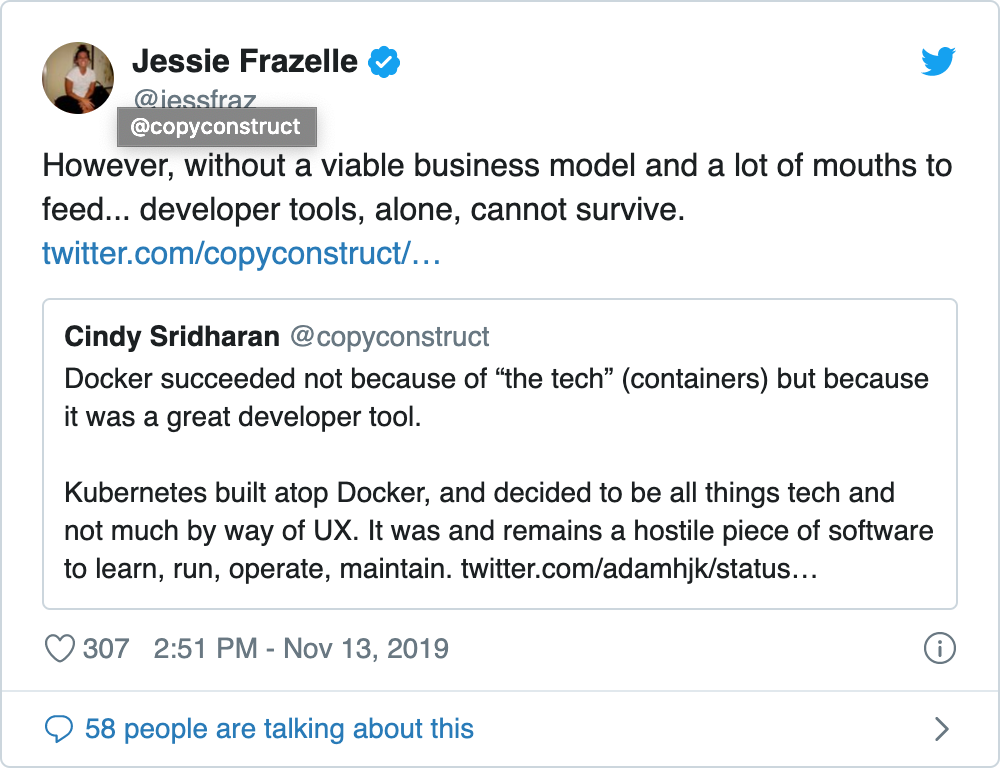 Jessie Frazelle
@jessfraz
@copyconstruct
However, without a viable business model and a lot of mouths to
feed... developer tools, alone, cannot survive.
twitter.com/copyconstruct/…
Cindy Sridharan @copyconstruct
Docker succeeded not because of “the tech” (containers) but because
it was a great developer tool.
Kubernetes built atop Docker, and decided to be all things tech and
not much by way of UX. It was and remains a hostile piece of software
to learn, run, operate, maintain. twitter.com/adamhjk/status…
307 2:51 PM - Nov 13, 2019
58 people are talking about this